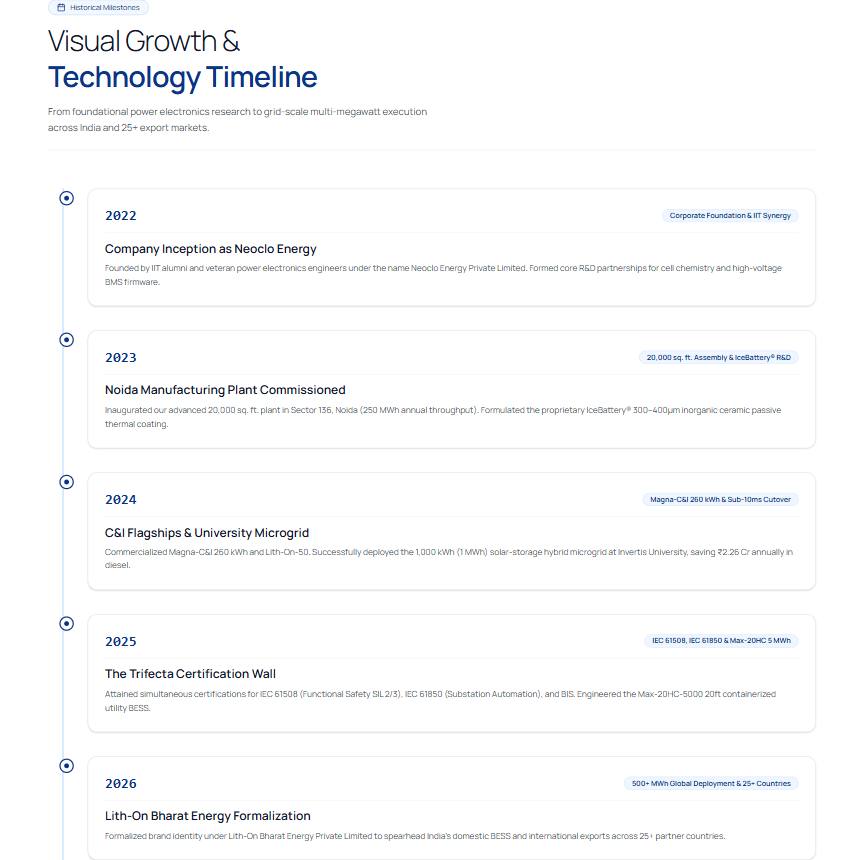 Historical Milestones
Visual Growth &
Technology Timeline
From foundational power electronics research to grid-scale multi-megawatt execution
across India and 25+ export markets.
2022
Corporate Foundation & IIT Synergy
Company Inception as Neoclo Energy
Founded by IIT alumni and veteran power electronics engineers under the name Neoclo Energy Private Limited. Formed core R&D partnerships for cell chemistry and high-voltage
BMS firmware.
2023
20,000 sq. ft. Assembly & IceBattery® R&D
Noida Manufacturing Plant Commissioned
Inaugurated our advanced 20,000 sq. ft. plant in Sector 136, Noida (250 MWh annual throughput). Formulated the proprietary IceBattery® 300–400µm inorganic ceramic passive
thermal coating.
2024
Magna-C&I 260 kWh & Sub-10ms Cutover
C&I Flagships & University Microgrid
Commercialized Magna-C&I 260 kWh and Lith-On-50. Successfully deployed the 1,000 kWh (1 MWh) solar-storage hybrid microgrid at Invertis University, saving ₹2.26 Cr annually in
diesel.
2025
IEC 61508, IEC 61850 & Max-20HC 5 MWh
The Trifecta Certification Wall
Attained simultaneous certifications for IEC 61508 (Functional Safety SIL 2/3), IEC 61850 (Substation Automation), and BIS. Engineered the Max-20HC-5000 20ft containerized
utility BESS.
2026
500+ MWh Global Deployment & 25+ Countries
Lith-On Bharat Energy Formalization
Formalized brand identity under Lith-On Bharat Energy Private Limited to spearhead India's domestic BESS and international exports across 25+ partner countries.